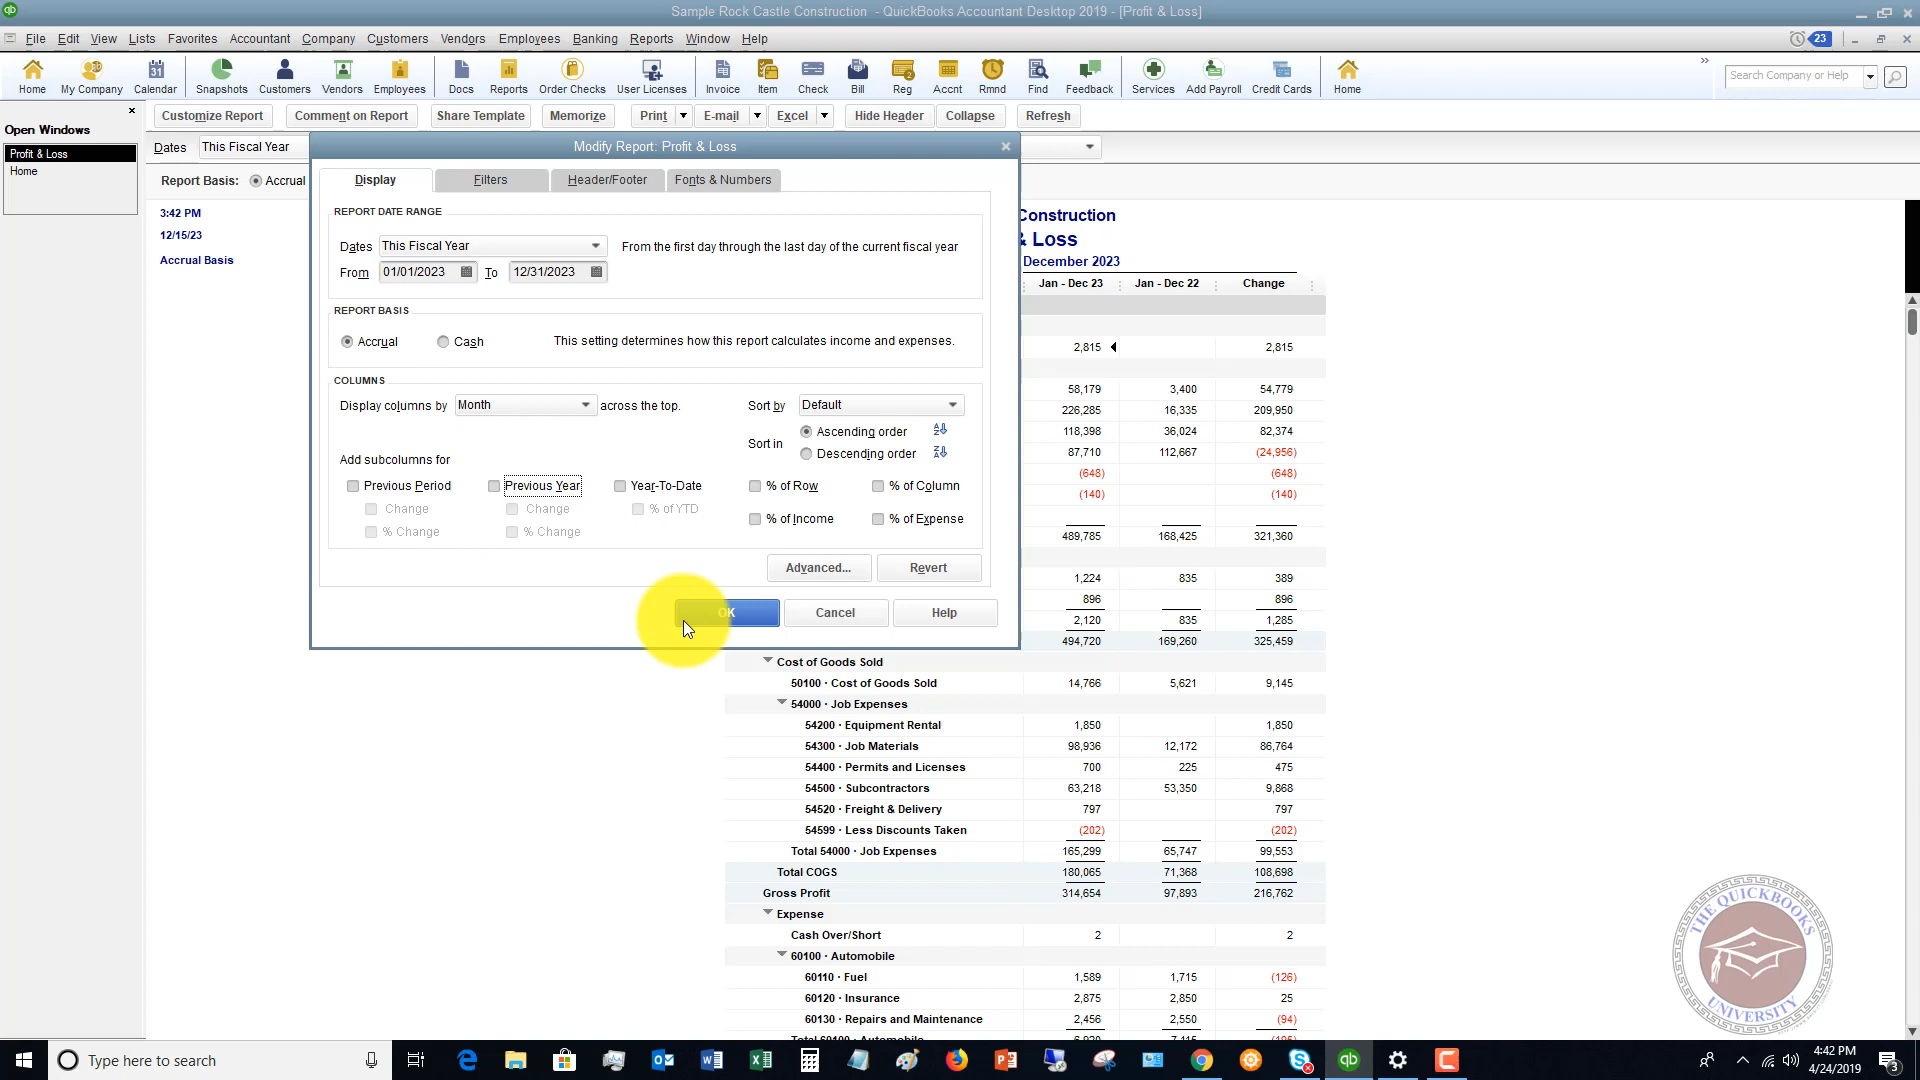 Sample Rock Castle Construction - QuickBooks Accountant Desktop 2019 - [Profit & Loss]
File Edit View Lists Favorites Accountant Company Customers Vendors Employees Banking Reports Window Help
23
Home My Company Calendar Snapshots Customers Vendors Employees Docs Reports Order Checks User Licenses Invoice Item Check Bill Reg Accnt Rmnd Find Feedback Services Add Payroll Credit Cards Home
Search Company or Help
Open Windows
Profit & Loss
Home
Customize Report Comment on Report Share Template Memorize Print E-mail Excel Hide Header Collapse Refresh
Dates This Fiscal Year
Report Basis: Accrual
3:42 PM
12/15/23
Accrual Basis
Modify Report: Profit & Loss
Display Filters Header/Footer Fonts & Numbers
REPORT DATE RANGE
Dates This Fiscal Year From the first day through the last day of the current fiscal year
From 01/01/2023 To 12/31/2023
REPORT BASIS
Accrual Cash This setting determines how this report calculates income and expenses.
COLUMNS
Display columns by Month across the top. Sort by Default
Sort in Ascending order
Descending order
Add subcolumns for
Previous Period Previous Year Year-To-Date % of Row % of Column
Change Change % of YTD
% of Income % of Expense
% Change % Change
Advanced... Revert
OK Cancel Help
Construction
& Loss
December 2023
Jan - Dec 23 Jan - Dec 22 Change
2,815 2,815
58,179 3,400 54,779
226,285 16,335 209,950
118,398 36,024 82,374
87,710 112,667 (24,956)
(648) (648)
(140) (140)
489,785 168,425 321,360
1,224 835 389
896 896
2,120 835 1,285
494,720 169,260 325,459
Cost of Goods Sold
50100 · Cost of Goods Sold 14,766 5,621 9,145
54000 · Job Expenses
54200 · Equipment Rental 1,850 1,850
54300 · Job Materials 98,936 12,172 86,764
54400 · Permits and Licenses 700 225 475
54500 · Subcontractors 63,218 53,350 9,868
54520 · Freight & Delivery 797 797
54599 · Less Discounts Taken (202) (202)
Total 54000 · Job Expenses 165,299 65,747 99,553
Total COGS 180,065 71,368 108,698
Gross Profit 314,654 97,893 216,762
Expense
Cash Over/Short 2 2
60100 · Automobile
60110 · Fuel 1,589 1,715 (126)
60120 · Insurance 2,875 2,850 25
60130 · Repairs and Maintenance 2,456 2,550 (94)
Total 60100 · Automobile 6,920 7,115 (195)
THE QUICKBOOKS
UNIVERSITY
Type here to search
4:42 PM
4/24/2019
3